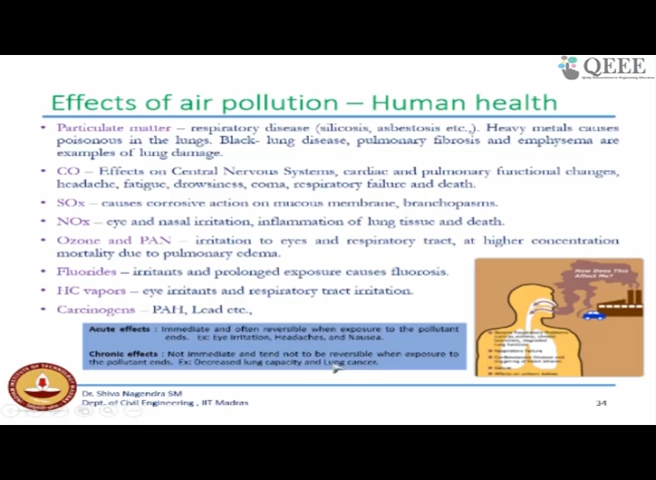 QEEE
Effects of air pollution – Human health
• Particulate matter – respiratory disease (silicosis, asbestosis etc.,). Heavy metals causes
poisonous in the lungs. Black- lung disease, pulmonary fibrosis and emphysema are
examples of lung damage.
• CO – Effects on Central Nervous Systems, cardiac and pulmonary functional changes,
headache, fatigue, drowsiness, coma, respiratory failure and death.
• SOx – causes corrosive action on mucous membrane, branchopasms.
• NOx – eye and nasal irritation, inflammation of lung tissue and death.
• Ozone and PAN – irritation to eyes and respiratory tract, at higher concentration
mortality due to pulmonary edema.
• Fluorides – irritants and prolonged exposure causes fluorosis.
• HC vapors – eye irritants and respiratory tract irritation.
• Carcinogens – PAH, Lead etc.,
How Does This
Affect Me?
Acute effects : Immediate and often reversible when exposure to the pollutant
ends. Ex: Eye Irritation, Headaches, and Nausea.
Chronic effects : Not immediate and tend not to be reversible when exposure to
the pollutant ends. Ex: Decreased lung capacity and Lung cancer.
Dr. Shiva Nagendra SM
Dept. of Civil Engineering , IIT Madras
34